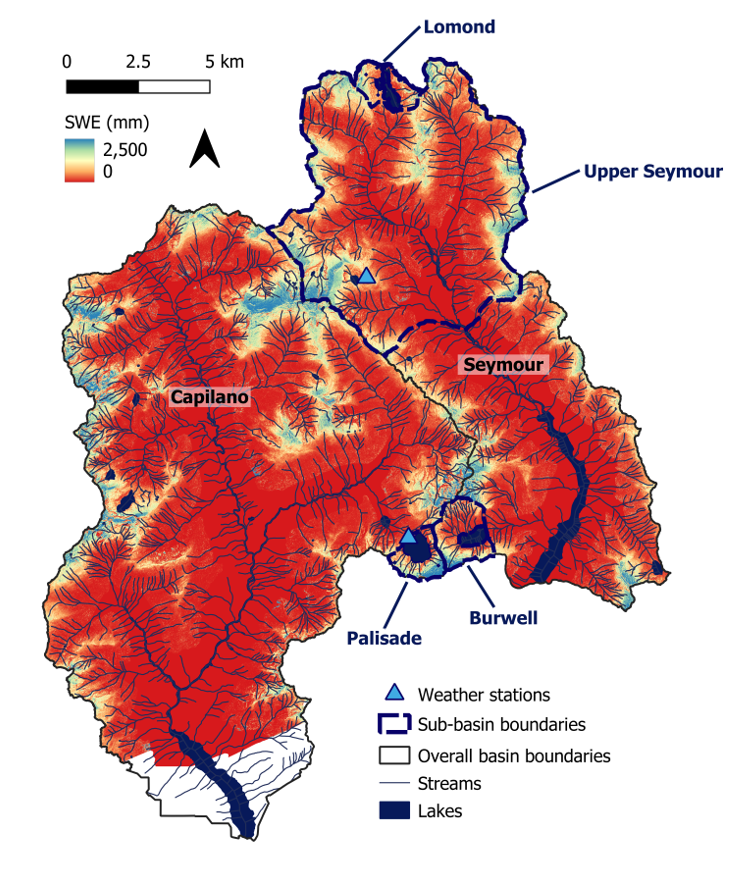 Lomond
0 2.5 5 km
SWE (mm)
2,500
0
Upper Seymour
Seymour
Capilano
Burwell
Palisade
Weather stations
Sub-basin boundaries
Overall basin boundaries
Streams
Lakes